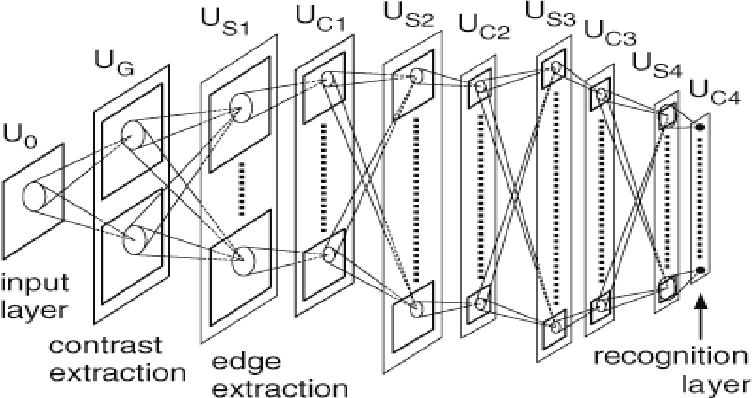 U0
UG
US1
UC1
US2
UC2
US3
UC3
US4
UC4
input
layer
contrast
extraction
edge
extraction
recognition
layer